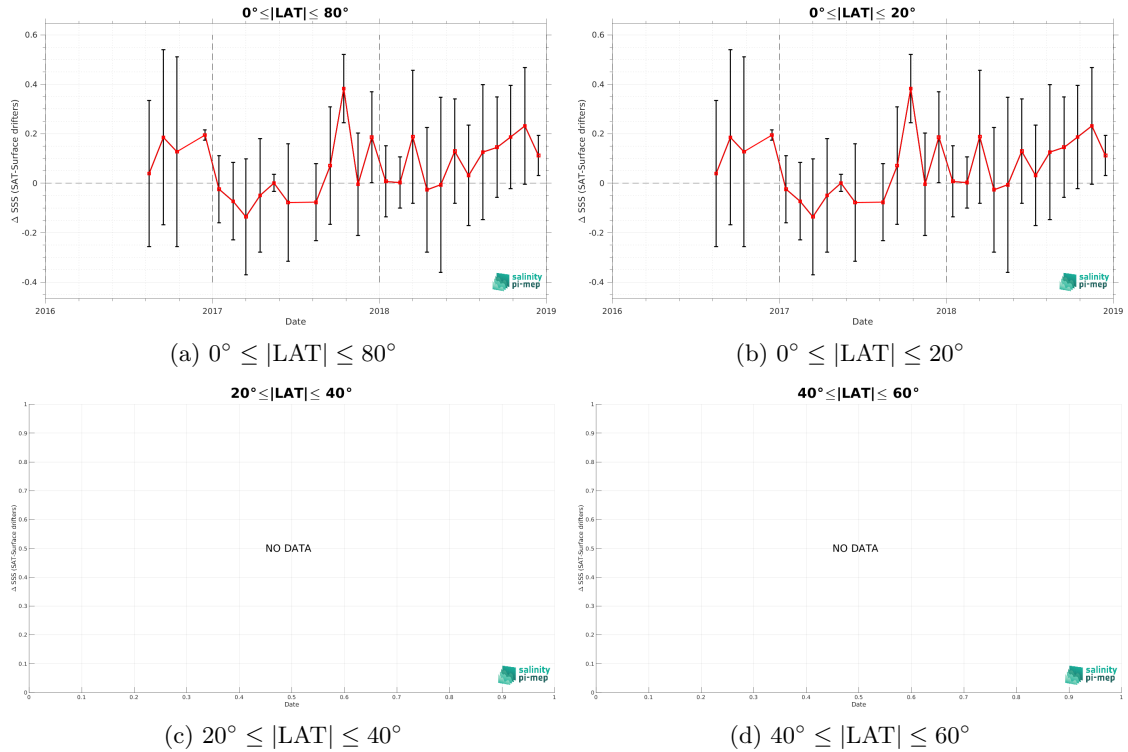 0°≤|LAT|≤ 80°
0.6
0.4
0.2
0
-0.2
-0.4
Δ SSS (SAT-Surface drifters)
2016
2017
2018
2019
Date
salinity
pi-mep
(a) 0° ≤ |LAT| ≤ 80°
0°≤|LAT|≤ 20°
0.6
0.4
0.2
0
-0.2
-0.4
Δ SSS (SAT-Surface drifters)
2016
2017
2018
2019
Date
salinity
pi-mep
(b) 0° ≤ |LAT| ≤ 20°
20°≤|LAT|≤ 40°
1
0.9
0.8
0.7
0.6
0.5
0.4
0.3
0.2
0.1
0
Δ SSS (SAT-Surface drifters)
NO DATA
0 0.1 0.2 0.3 0.4 0.5 0.6 0.7 0.8 0.9 1
Date
salinity
pi-mep
(c) 20° ≤ |LAT| ≤ 40°
40°≤|LAT|≤ 60°
1
0.9
0.8
0.7
0.6
0.5
0.4
0.3
0.2
0.1
0
Δ SSS (SAT-Surface drifters)
NO DATA
0 0.1 0.2 0.3 0.4 0.5 0.6 0.7 0.8 0.9 1
Date
salinity
pi-mep
(d) 40° ≤ |LAT| ≤ 60°